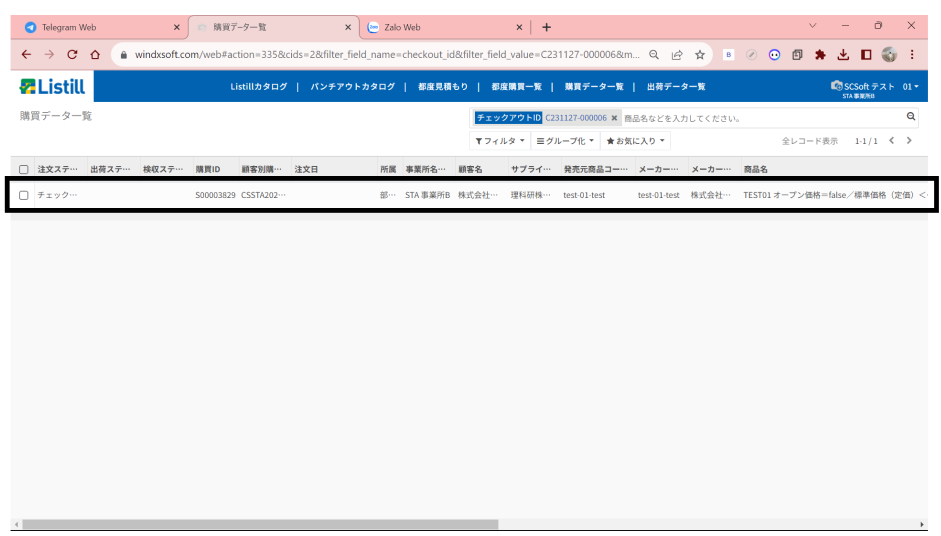 Telegram Web
購買データ一覧
Zalo Web
windxsoft.com/web#action=335&cids=2&filter_field_name=checkout_id&filter_field_value=C231127-000006&m...
Listill
Listillカタログ | パンチアウトカタログ | 都度見積もり | 都度購買一覧 | 購買データ一覧 | 出荷データ一覧
SCSoft テスト 01
STA 事業所B
購買データ一覧
チェックアウトID C231127-000006 × 商品名などを入力してください。
フィルタ グループ化 お気に入り
全レコード表示 1-1 / 1
注文ステ… 出荷ステ… 検収ステ… 購買ID 顧客別購… 注文日 所属 事業所名… 顧客名 サプライ… 発売元商品コー… メーカー… メーカー… 商品名
チェック… S00003829 CSSTA202… 部… STA 事業所B 株式会社… 理科研株… test-01-test test-01-test 株式会社… TEST01 オープン価格=false／標準価格（定価）<